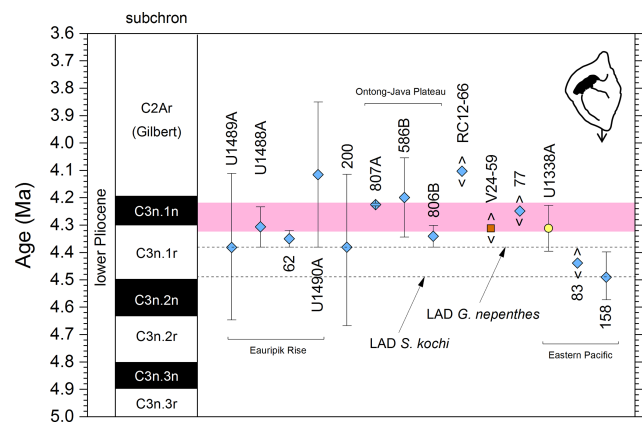 subchron
3.6
3.7
3.8
3.9
4.0
4.1
4.2
4.3
4.4
4.5
4.6
4.7
4.8
4.9
5.0
Age (Ma)
lower Pliocene
C2Ar
(Gilbert)
C3n.1n
C3n.1r
C3n.2n
C3n.2r
C3n.3n
C3n.3r
U1489A
U1488A
62
U1490A
200
Eauripik Rise
Ontong-Java Plateau
807A
586B
806B
RC12-66
< >
V24-59
< >
77
< >
U1338A
83
< >
158
Eastern Pacific
LAD G. nepenthes
LAD S. kochi